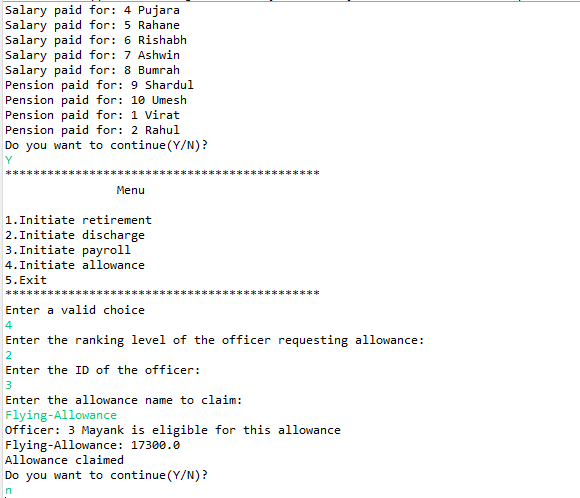 Salary paid for: 4 Pujara
Salary paid for: 5 Rahane
Salary paid for: 6 Rishabh
Salary paid for: 7 Ashwin
Salary paid for: 8 Bumrah
Pension paid for: 9 Shardul
Pension paid for: 10 Umesh
Pension paid for: 1 Virat
Pension paid for: 2 Rahul
Do you want to continue(Y/N)?
Y
*********************************************
Menu
1.Initiate retirement
2.Initiate discharge
3.Initiate payroll
4.Initiate allowance
5.Exit
*********************************************
Enter a valid choice
4
Enter the ranking level of the officer requesting allowance:
2
Enter the ID of the officer:
3
Enter the allowance name to claim:
Flying-Allowance
Officer: 3 Mayank is eligible for this allowance
Flying-Allowance: 17300.0
Allowance claimed
Do you want to continue(Y/N)?
n